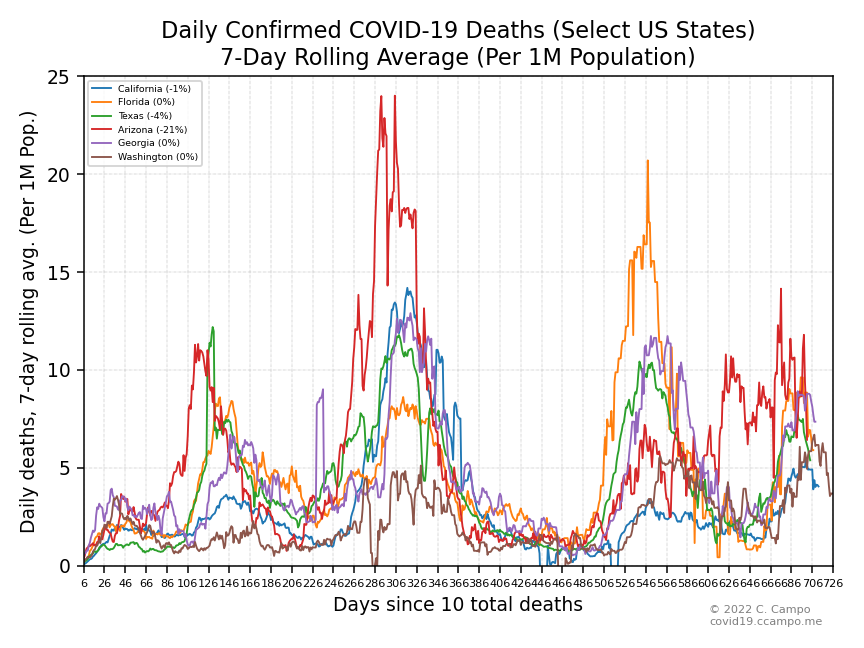 Daily Confirmed COVID-19 Deaths (Select US States)
7-Day Rolling Average (Per 1M Population)
Daily deaths, 7-day rolling avg. (Per 1M Pop.)
25
20
15
10
5
0
California (-1%)
Florida (0%)
Texas (-4%)
Arizona (-21%)
Georgia (0%)
Washington (0%)
6 26 46 66 86 106 126 146 166 186 206 226 246 266 286 306 326 346 366 386 406 426 446 466 486 506 526 546 566 586 606 626 646 666 686 706 726
Days since 10 total deaths
© 2022 C. Campo
covid19.ccampo.me